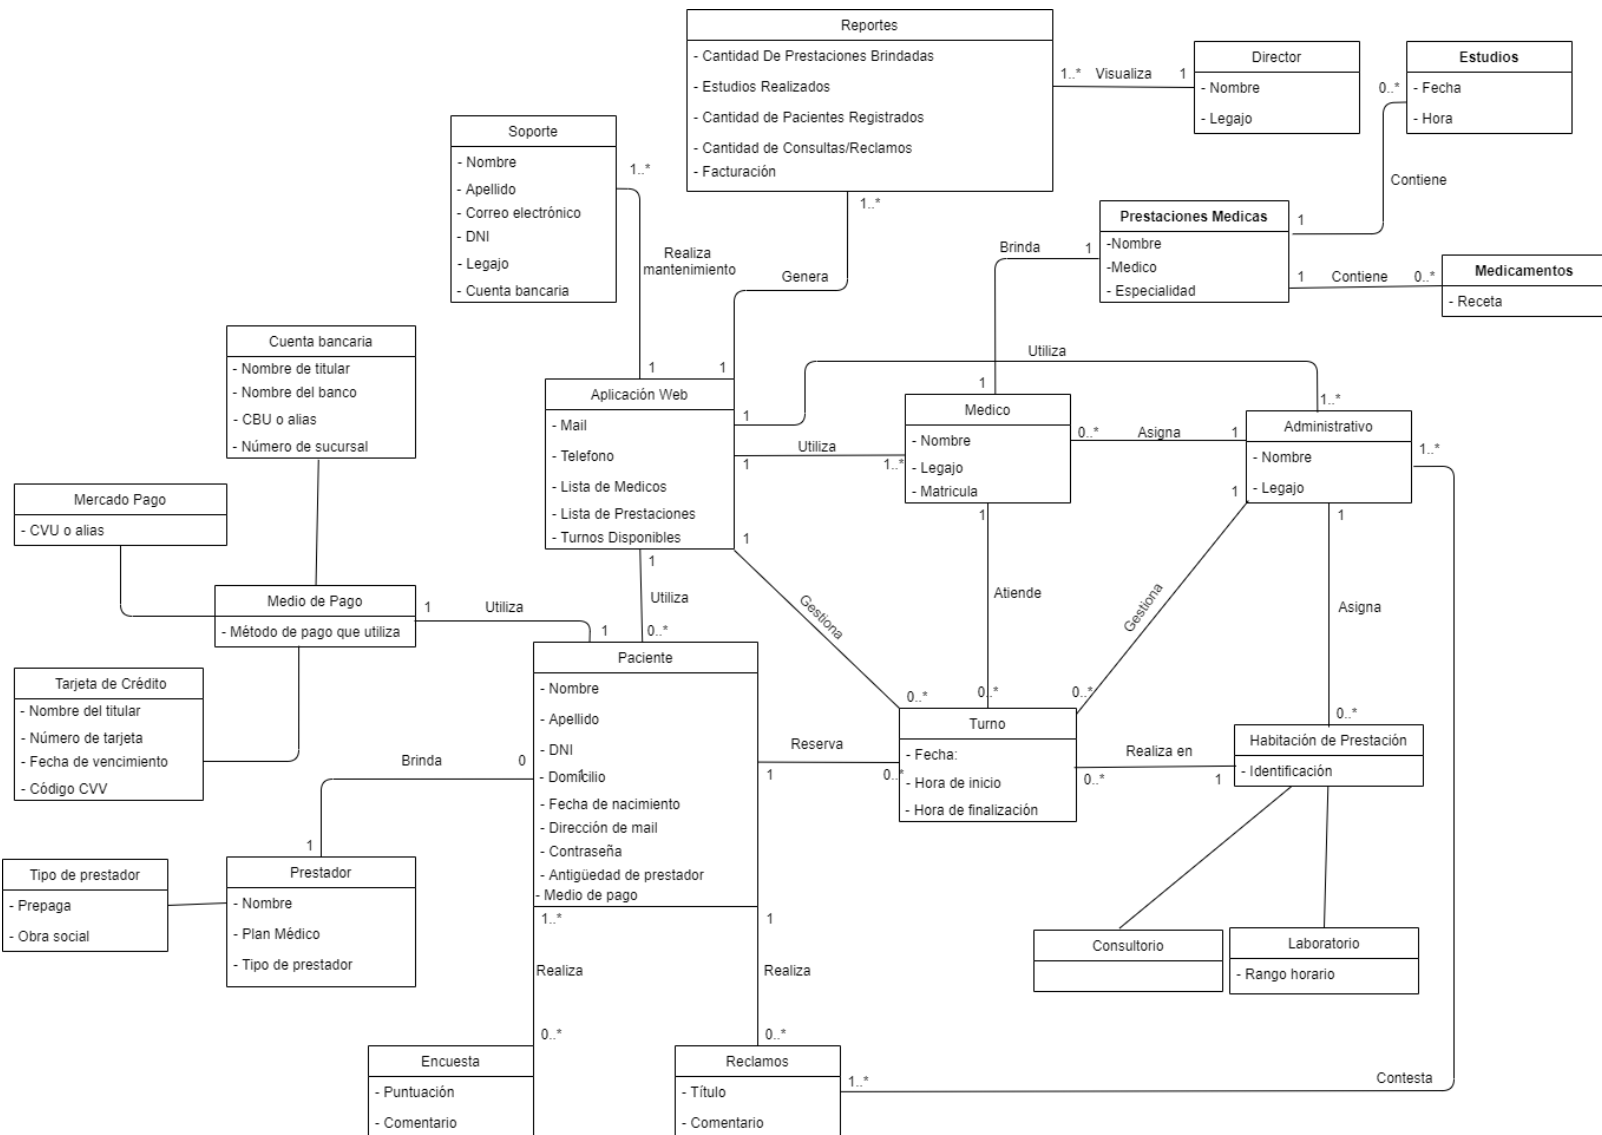 Reportes
- Cantidad De Prestaciones Brindadas
- Estudios Realizados
- Cantidad de Pacientes Registrados
- Cantidad de Consultas/Reclamos
- Facturación
1..*
Visualiza
1
Director
- Nombre
- Legajo
Estudios
- Fecha
- Hora
0..*
Contiene
1
Soporte
- Nombre
- Apellido
- Correo electrónico
- DNI
- Legajo
- Cuenta bancaria
1..*
Realiza
mantenimiento
1
1..*
Genera
1
Prestaciones Medicas
-Nombre
-Medico
- Especialidad
Brinda
1
1
1
Contiene
0..*
Medicamentos
- Receta
Cuenta bancaria
- Nombre de titular
- Nombre del banco
- CBU o alias
- Número de sucursal
Mercado Pago
- CVU o alias
Medio de Pago
- Método de pago que utiliza
Tarjeta de Crédito
- Nombre del titular
- Número de tarjeta
- Fecha de vencimiento
- Código CVV
1
Utiliza
1
Aplicación Web
- Mail
- Telefono
- Lista de Medicos
- Lista de Prestaciones
- Turnos Disponibles
1
Utiliza
1..*
1
Utiliza
1..*
Medico
- Nombre
- Legajo
- Matricula
0..*
Asigna
1
Administrativo
- Nombre
- Legajo
1..*
1
Utiliza
0..*
1
Gestiona
0..*
1
Atiende
0..*
1
Gestiona
0..*
1
Asigna
0..*
Paciente
- Nombre
- Apellido
- DNI
- Domicilio
- Fecha de nacimiento
- Dirección de mail
- Contraseña
- Antigüedad de prestador
- Medio de pago
Reserva
1
0..*
Turno
- Fecha:
- Hora de inicio
- Hora de finalización
Realiza en
0..*
1
Habitación de Prestación
- Identificación
Brinda
0
1
Tipo de prestador
- Prepaga
- Obra social
Prestador
- Nombre
- Plan Médico
- Tipo de prestador
Consultorio
Laboratorio
- Rango horario
1..*
Realiza
0..*
1
Realiza
0..*
Encuesta
- Puntuación
- Comentario
Reclamos
- Título
- Comentario
1..*
Contesta